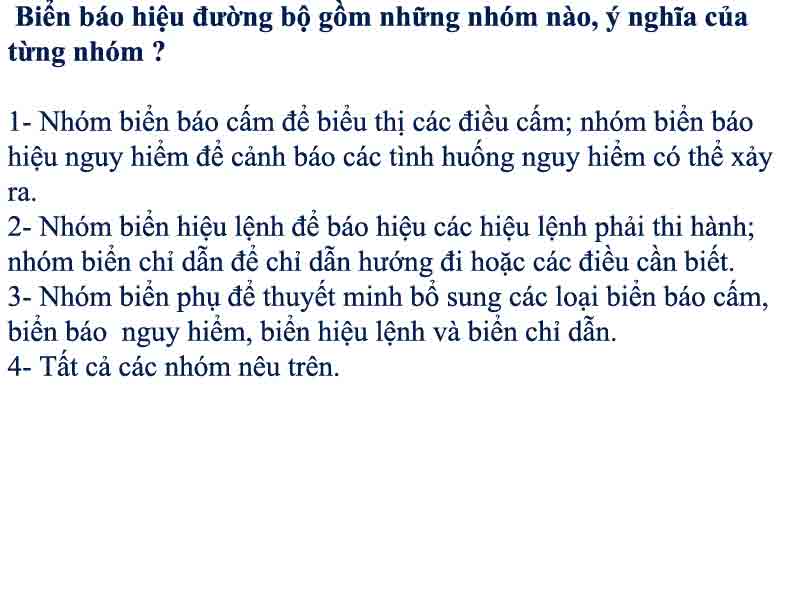 Biển báo hiệu đường bộ gồm những nhóm nào, ý nghĩa của
từng nhóm ?
1- Nhóm biển báo cấm để biểu thị các điều cấm; nhóm biển báo
hiệu nguy hiểm để cảnh báo các tình huống nguy hiểm có thể xảy
ra.
2- Nhóm biển hiệu lệnh để báo hiệu các hiệu lệnh phải thi hành;
nhóm biển chỉ dẫn để chỉ dẫn hướng đi hoặc các điều cần biết.
3- Nhóm biển phụ để thuyết minh bổ sung các loại biển báo cấm,
biển báo  nguy hiểm, biển hiệu lệnh và biển chỉ dẫn.
4- Tất cả các nhóm nêu trên.